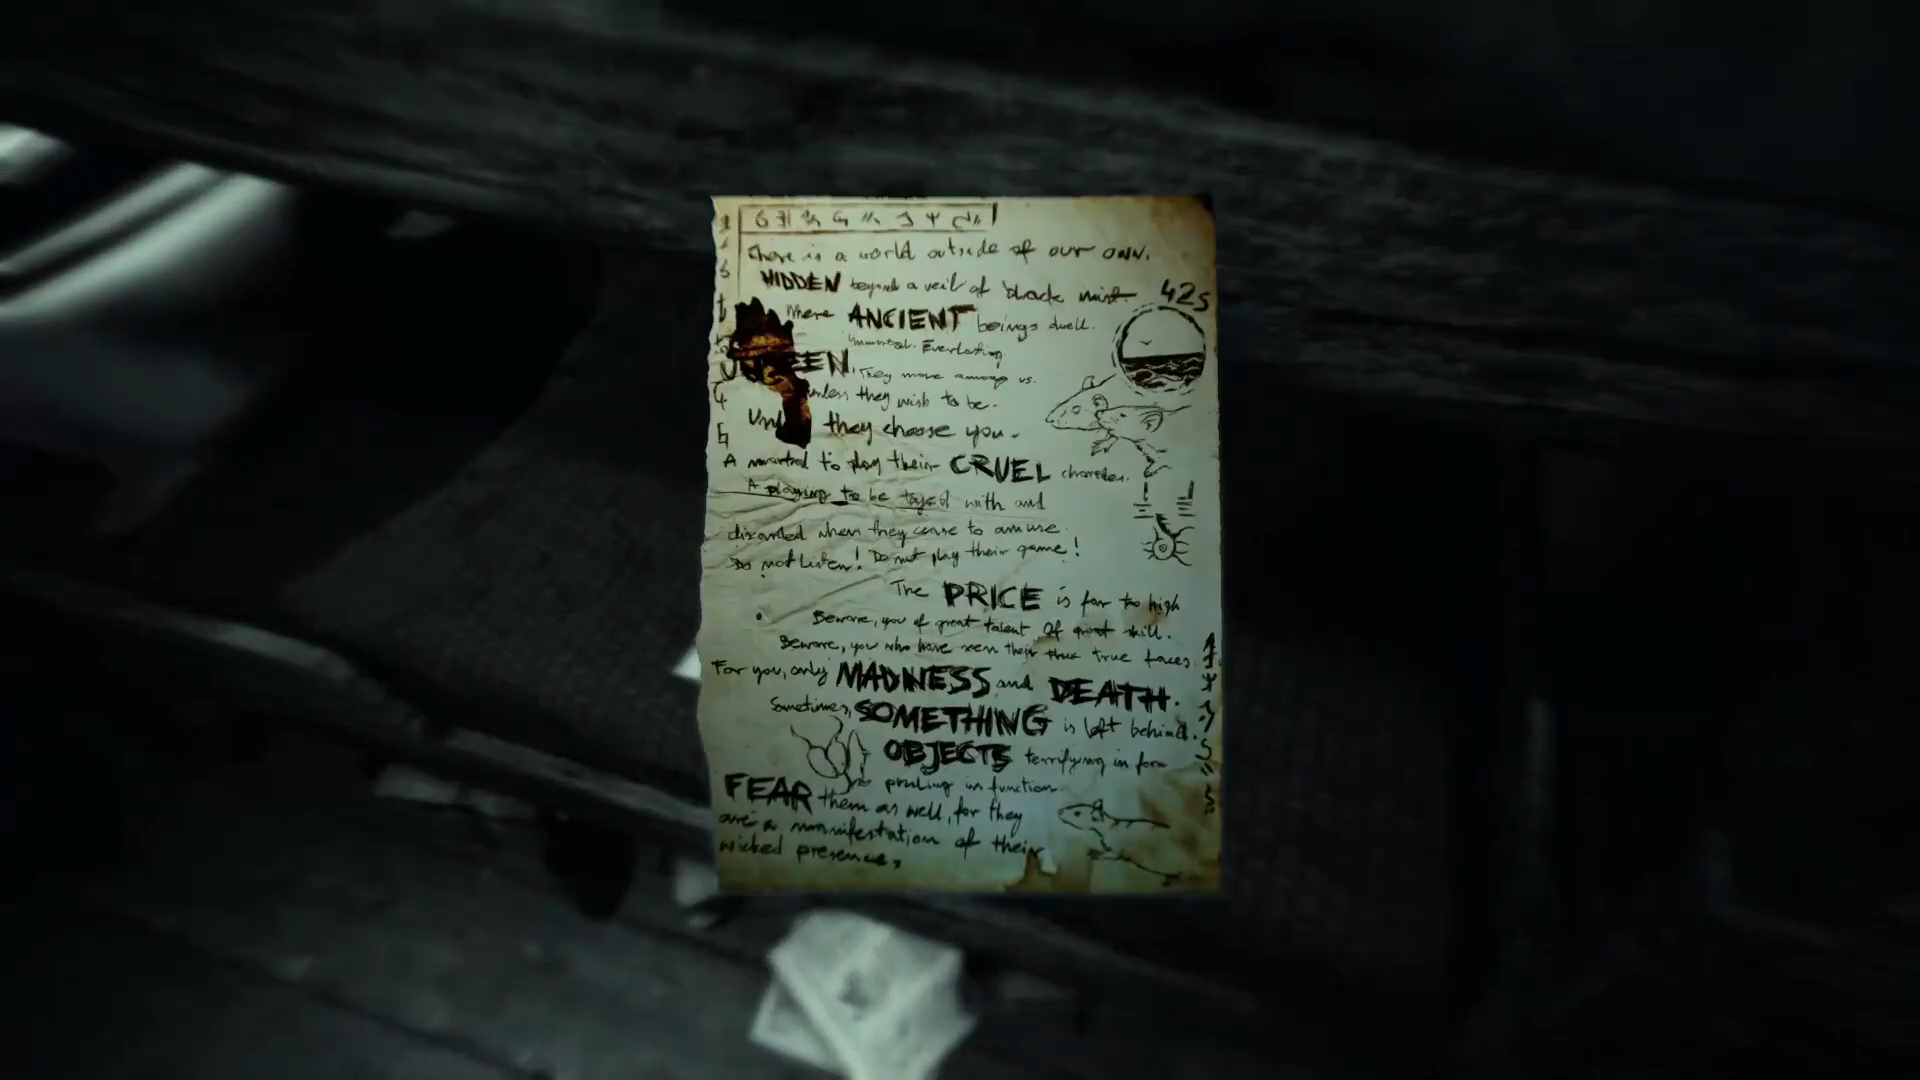 There is a world outside of our own.
HIDDEN beyond a veil of black mist
425
Where ANCIENT beings dwell.
Immortal. Everlasting
EEN, They move among us.
unless they wish to be.
Unl they choose you.
A to play their CRUEL
A playing to be toyed with and
discarded when they cease to amuse.
Do not Listen! Do not play their game!
The PRICE is far too high
Beware, you of great talent. Of great skill.
Beware, you who have seen their true faces.
For you, only MADNESS and DEATH.
Sometimes, SOMETHING is left behind.
OBJECTS terrifying in form
in function.
FEAR them as well, for they
are a manifestation of their
wicked presence,